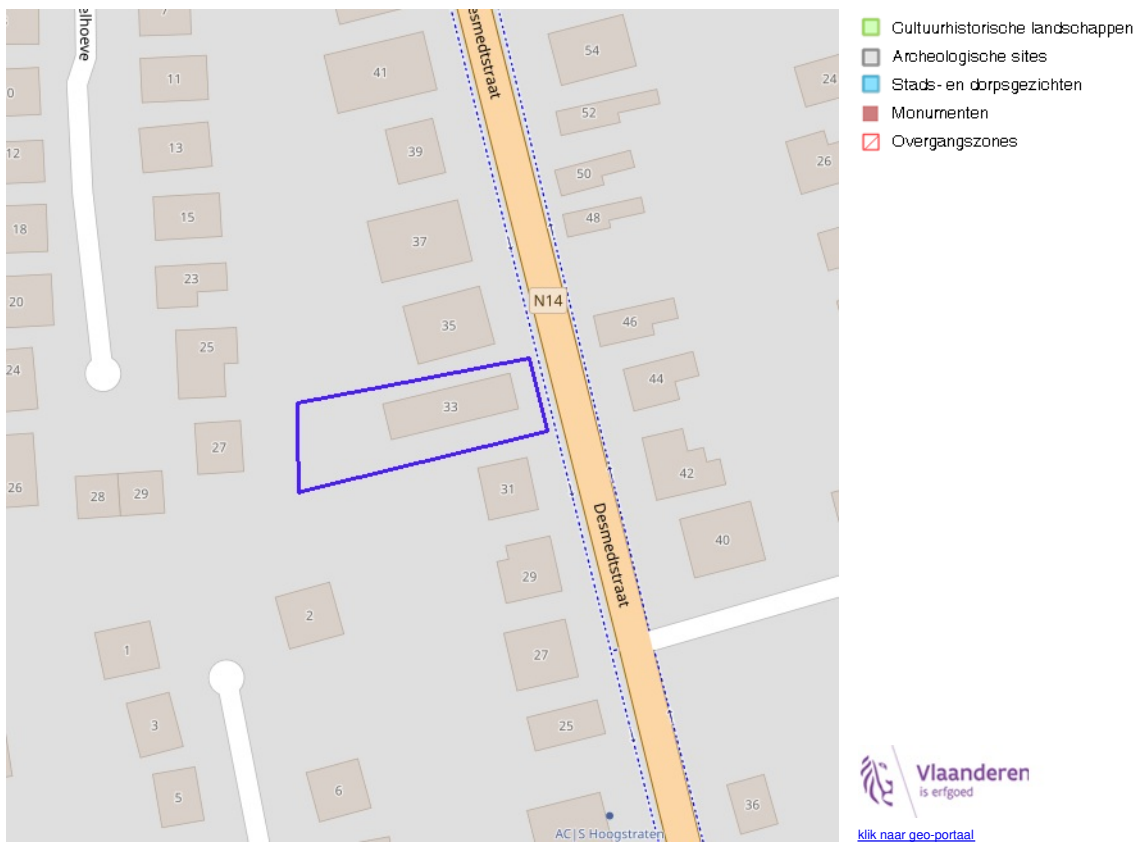 elhoeve
Desmedtstraat
54
41
11
24
52
13
39
12
26
50
15
48
18
37
23
N14
20
46
35
25
24
44
33
27
42
31
26
28
29
40
Desmedtstraat
29
2
1
27
3
25
6
5
36
AC|S Hoogstraten
Cultuurhistorische landschappen
Archeologische sites
Stads- en dorpsgezichten
Monumenten
Overgangszones
Vlaanderen
is erfgoed
klik naar geo-portaal